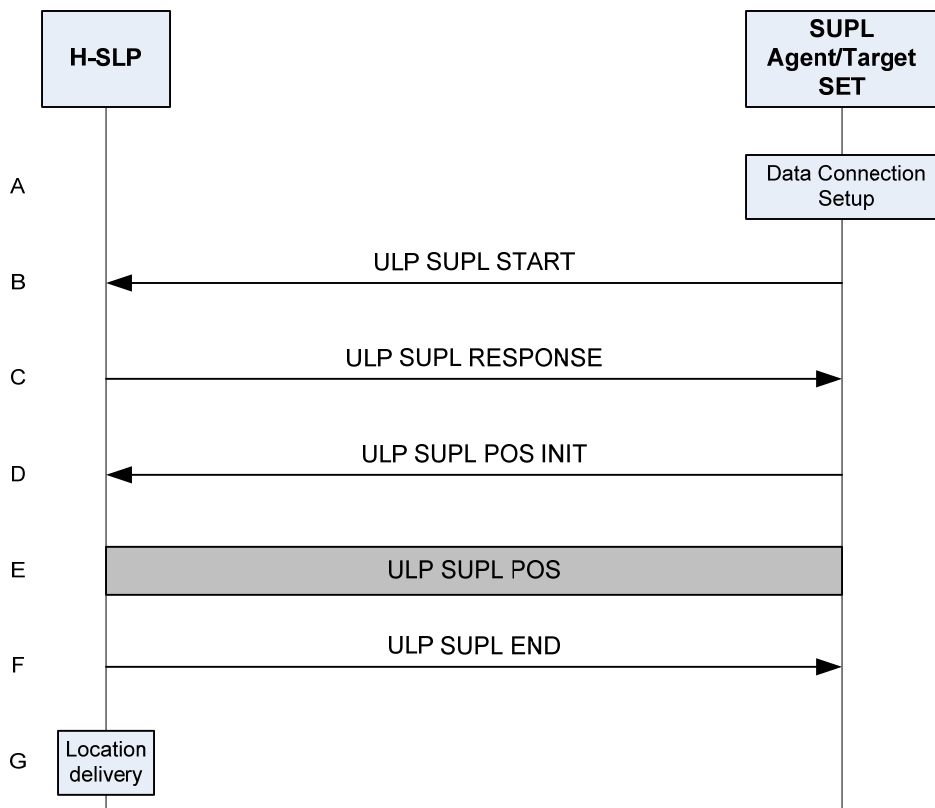 H-SLP
SUPL
Agent/Target
SET
A
Data Connection
Setup
B
ULP SUPL START
C
ULP SUPL RESPONSE
D
ULP SUPL POS INIT
E
ULP SUPL POS
F
ULP SUPL END
G
Location
delivery